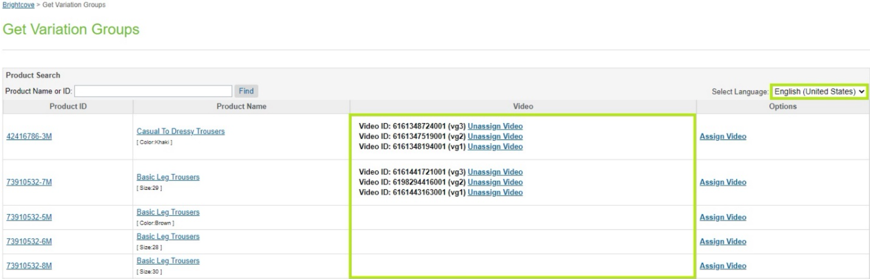 Brightcove > Get Variation Groups
Get Variation Groups
Product Search
Product Name or ID: Find Select Language: English (United States)
Product ID Product Name Video Options
42416786-3M Casual To Dressy Trousers Video ID: 6161348724001 (vg3) Unassign Video Assign Video
[ Color:Khaki ] Video ID: 6161347519001 (vg2) Unassign Video
Video ID: 6161348194001 (vg1) Unassign Video
73910532-7M Basic Leg Trousers Video ID: 6161441721001 (vg3) Unassign Video Assign Video
[ Size:29 ] Video ID: 6198294416001 (vg2) Unassign Video
Video ID: 6161443163001 (vg1) Unassign Video
73910532-5M Basic Leg Trousers Assign Video
[ Color:Brown ]
73910532-6M Basic Leg Trousers Assign Video
[ Size:28 ]
73910532-8M Basic Leg Trousers Assign Video
[ Size:30 ]